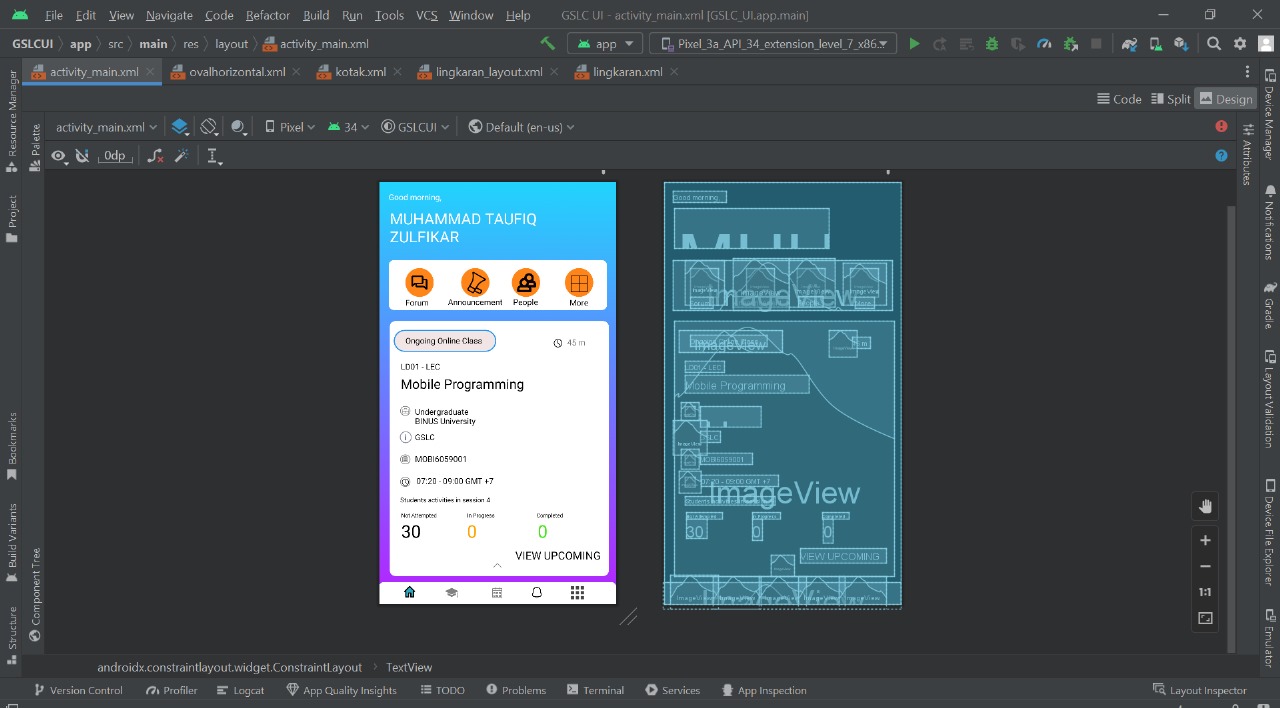 File Edit View Navigate Code Refactor Build Run Tools VCS Window Help GSLC UI - activity_main.xml [GSLC_UI.app.main]
GSLCUI app src main res layout activity_main.xml app Pixel_3a_API_34_extension_level_7_x86.
activity_main.xml ovalhorizontal.xml kotak.xml lingkaran_layout.xml lingkaran.xml
Code Split Design
activity_main.xml Pixel 34 GSLCUI Default (en-us)
0dp
Resource Manager
Project
Bookmarks
Build Variants
Structure
Palette
Component Tree
Good morning,
MUHAMMAD TAUFIQ
ZULFIKAR
Forum Announcement People More
Ongoing Online Class 45 m
LD01 - LEC
Mobile Programming
Undergraduate
BINUS University
GSLC
MOBI6059001
07:20 - 09:00 GMT +7
Students activities in session 4
Not Attempted In Progress Completed
30 0 0
VIEW UPCOMING
Good morning,
ImageView
ImageView
LD01 - LEC
Mobile Programming
GSLC
MOBI6059001
07:20 - 09:00 GMT +7
ImageView
30 0 0
VIEW UPCOMING
ImageView ImageView ImageView ImageView ImageView
1:1
Attributes
Device Manager
Notifications
Gradle
Layout Validation
Device File Explorer
Emulator
androidx.constraintlayout.widget.ConstraintLayout TextView
Version Control Profiler Logcat App Quality Insights TODO Problems Terminal Services App Inspection Layout Inspector